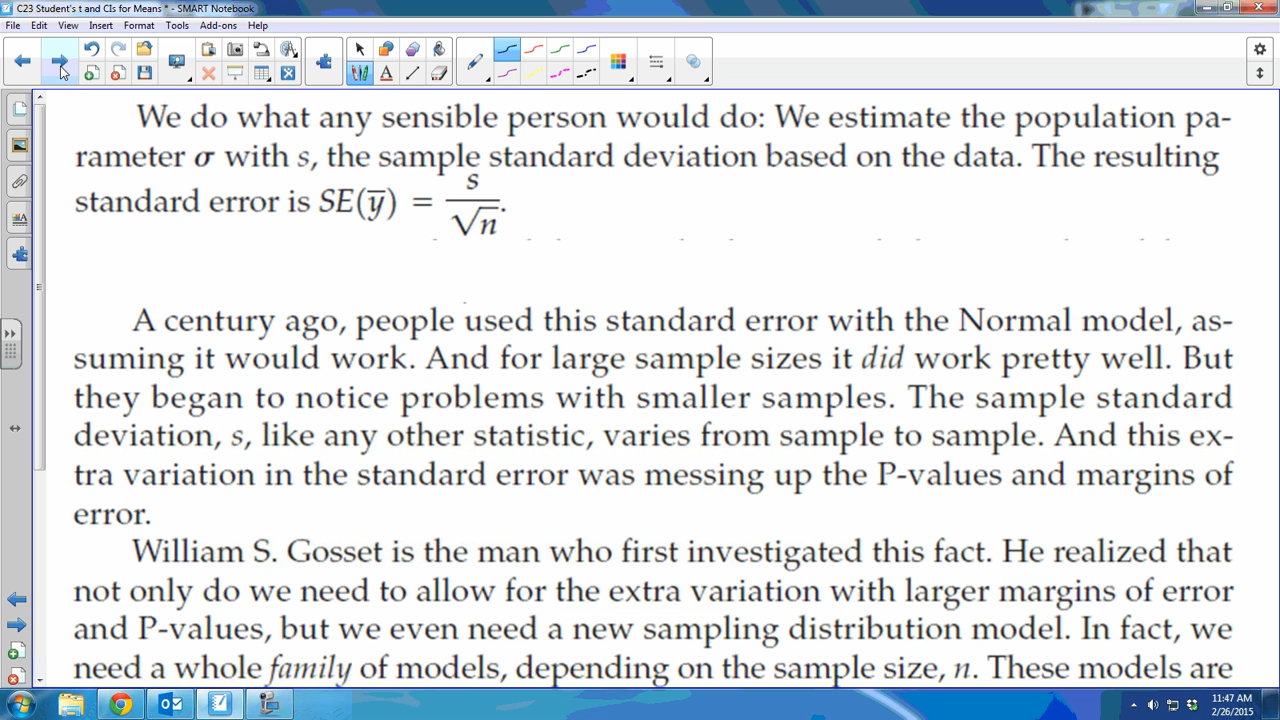 C23 Student's t and CIs for Means * - SMART Notebook
File Edit View Insert Format Tools Add-ons Help
We do what any sensible person would do: We estimate the population pa-
rameter σ with s, the sample standard deviation based on the data. The resulting
standard error is SE(ȳ) = s/√n.
A century ago, people used this standard error with the Normal model, as-
suming it would work. And for large sample sizes it did work pretty well. But
they began to notice problems with smaller samples. The sample standard
deviation, s, like any other statistic, varies from sample to sample. And this ex-
tra variation in the standard error was messing up the P-values and margins of
error.
William S. Gosset is the man who first investigated this fact. He realized that
not only do we need to allow for the extra variation with larger margins of error
and P-values, but we even need a new sampling distribution model. In fact, we
need a whole family of models, depending on the sample size, n. These models are
11:47 AM
2/26/2015